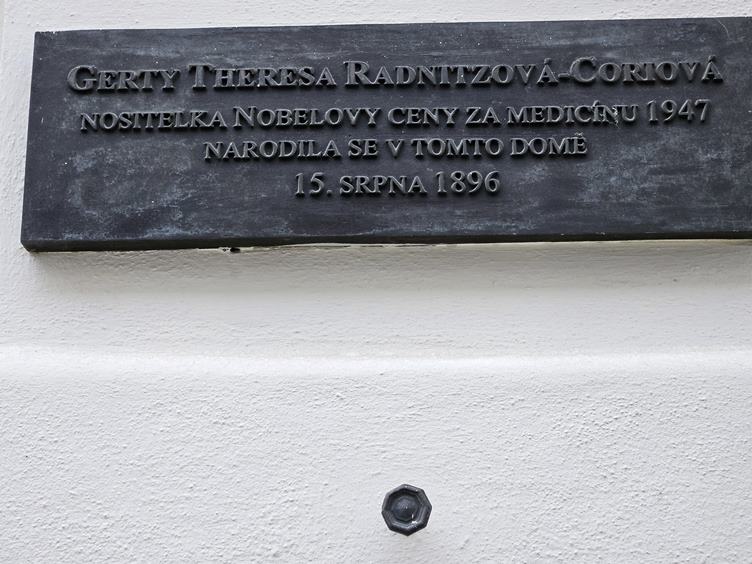 Gerty Theresa Radnitzová-Coriová
nositelka Nobelovy ceny za medicínu 1947
narodila se v tomto domě
15. srpna 1896